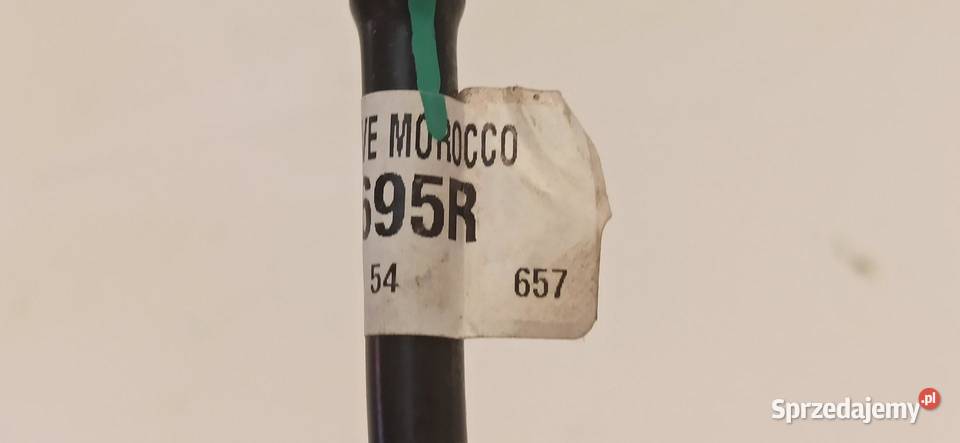 VE MOROCCO
695R
54 657
Sprzedajemy.pl